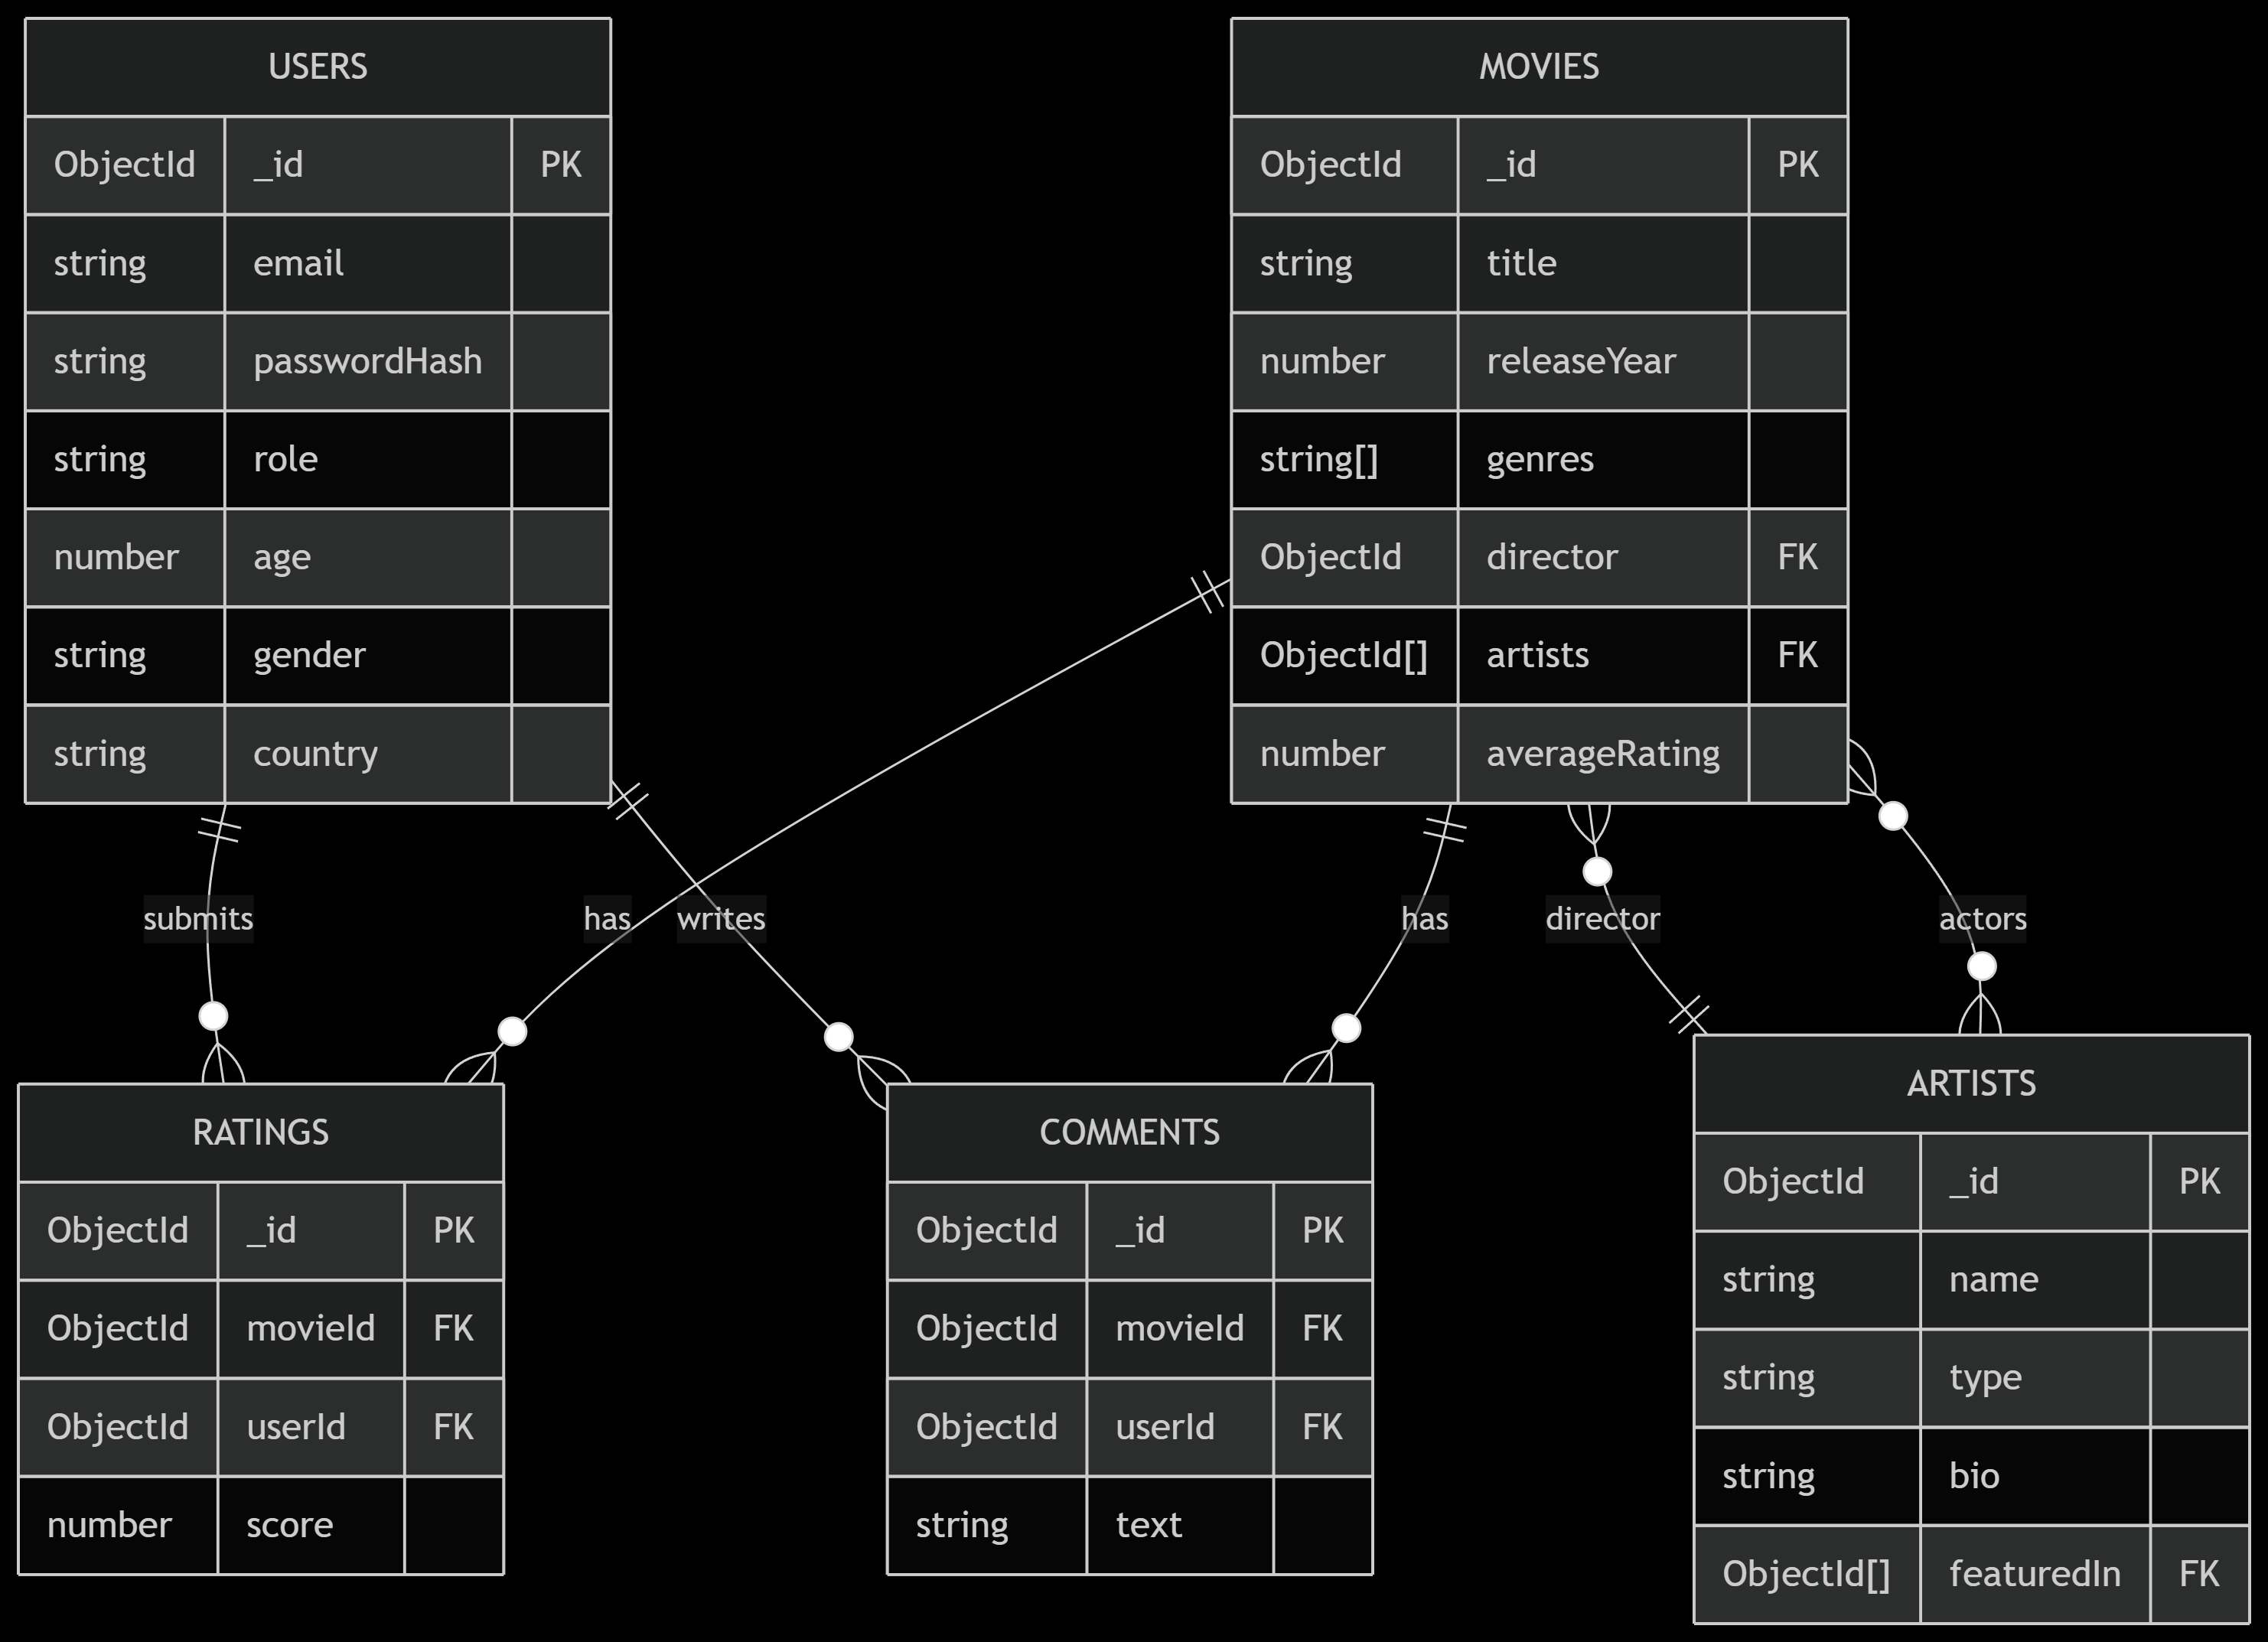 USERS
ObjectId _id PK
string email
string passwordHash
string role
number age
string gender
string country
MOVIES
ObjectId _id PK
string title
number releaseYear
string[] genres
ObjectId director FK
ObjectId[] artists FK
number averageRating
submits
has
writes
has
director
actors
RATINGS
ObjectId _id PK
ObjectId movieId FK
ObjectId userId FK
number score
COMMENTS
ObjectId _id PK
ObjectId movieId FK
ObjectId userId FK
string text
ARTISTS
ObjectId _id PK
string name
string type
string bio
ObjectId[] featuredIn FK